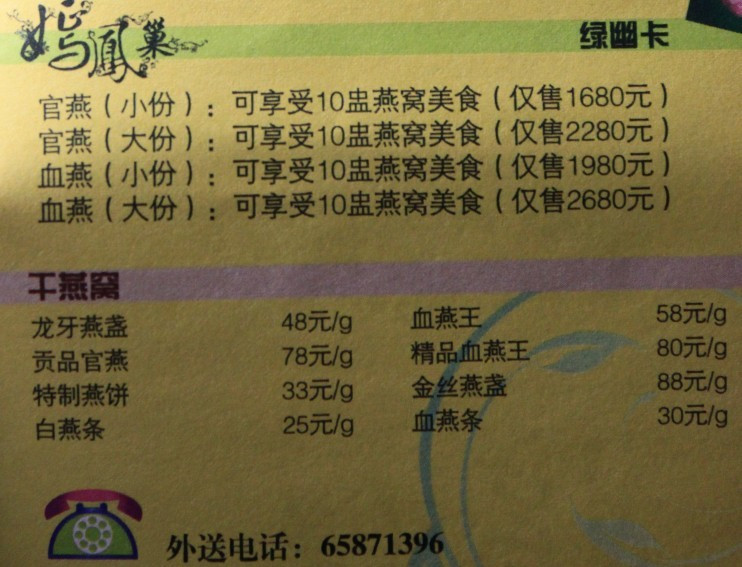 嫣与鳳巢
绿幽卡
官燕（小份）：可享受10盅燕窝美食（仅售1680元）
官燕（大份）：可享受10盅燕窝美食（仅售2280元）
血燕（小份）：可享受10盅燕窝美食（仅售1980元）
血燕（大份）：可享受10盅燕窝美食（仅售2680元）
干燕窝
龙牙燕盏 48元/g 血燕王 58元/g
贡品官燕 78元/g 精品血燕王 80元/g
特制燕饼 33元/g 金丝燕盏 88元/g
白燕条 25元/g 血燕条 30元/g
外送电话：65871396